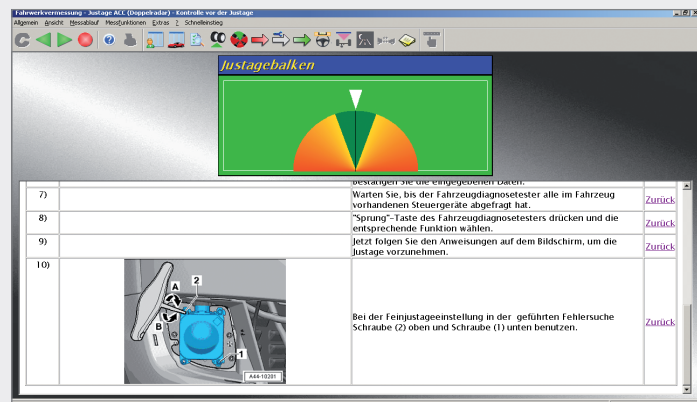 Fahrwerkvermessung - Justage ACC (Doppelradar) - Kontrolle vor der Justage
Allgemein Ansicht Messablauf Messfunktionen Extras ? Schnelleinstieg
Justagebalken
bestätigen Sie die eingegebenen Daten.
7)
Warten Sie, bis der Fahrzeugdiagnosetester alle im Fahrzeug
vorhandenen Steuergeräte abgefragt hat.
Zurück
8)
"Sprung"-Taste des Fahrzeugdiagnosetesters drücken und die
entsprechende Funktion wählen.
Zurück
9)
Jetzt folgen Sie den Anweisungen auf dem Bildschirm, um die
Justage vorzunehmen.
Zurück
10)
2
A
B
1
A44-10201
Bei der Feinjustageeinstellung in der geführten Fehlersuche
Schraube (2) oben und Schraube (1) unten benutzen.
Zurück